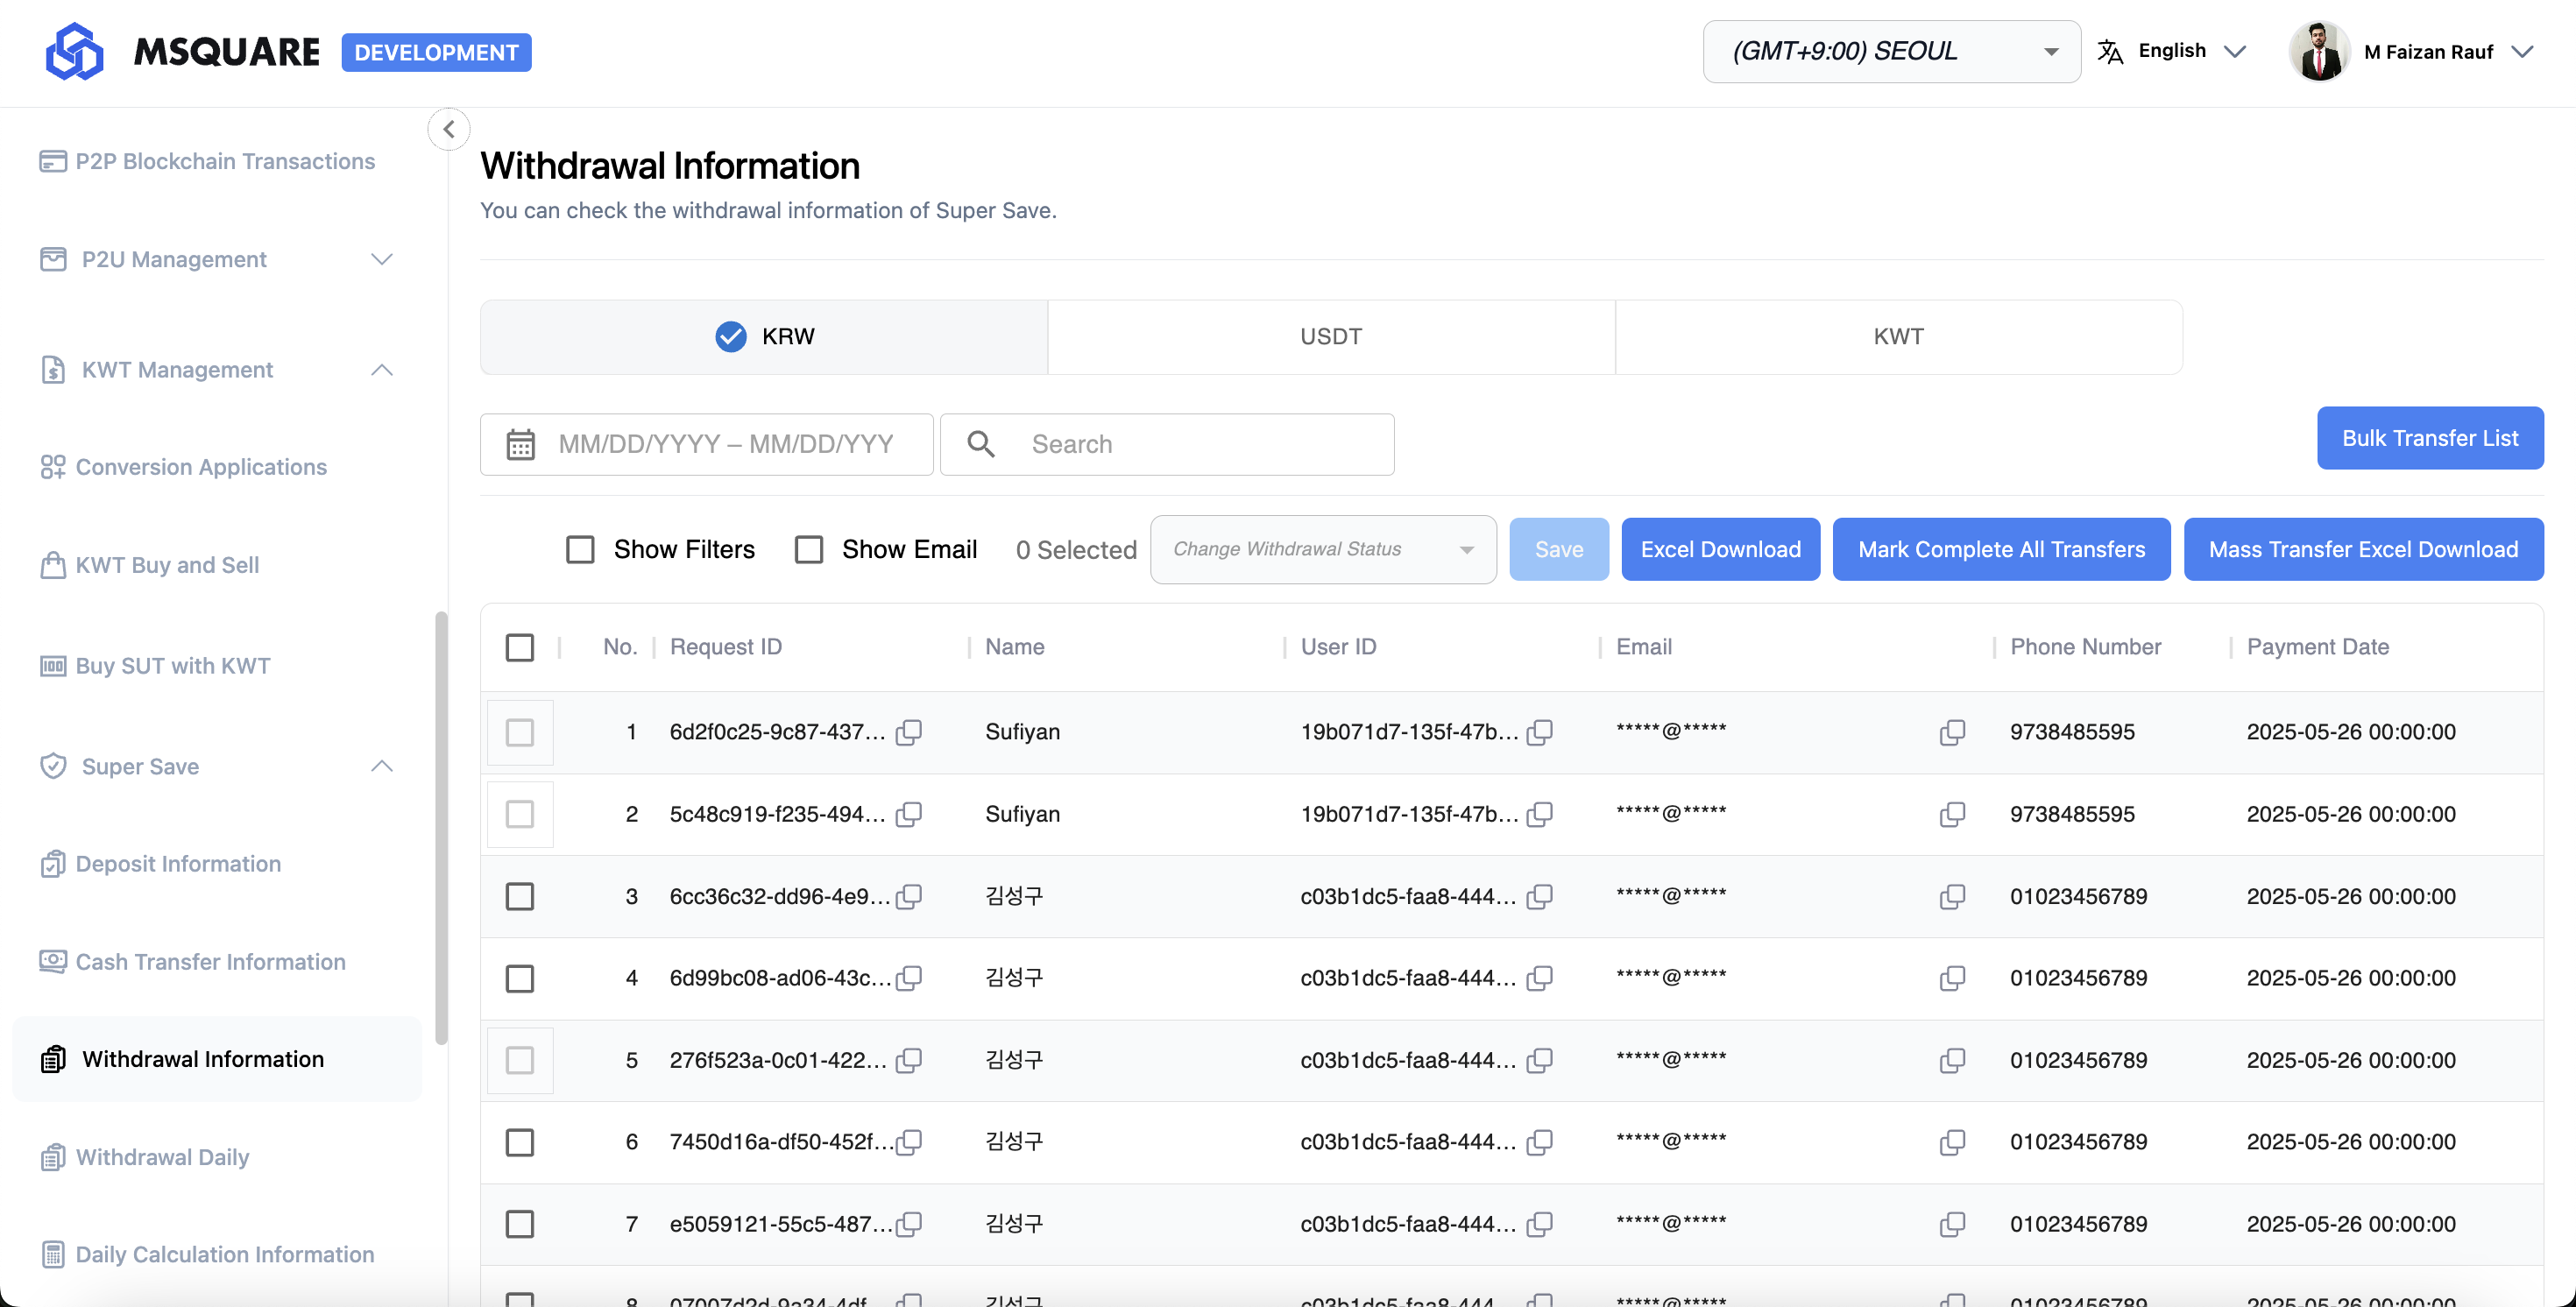 MSQUARE DEVELOPMENT (GMT+9:00) SEOUL English M Faizan Rauf
P2P Blockchain Transactions
P2U Management
KWT Management
Conversion Applications
KWT Buy and Sell
Buy SUT with KWT
Super Save
Deposit Information
Cash Transfer Information
Withdrawal Information
Withdrawal Daily
Daily Calculation Information
Withdrawal Information
You can check the withdrawal information of Super Save.
KRW USDT KWT
MM/DD/YYYY – MM/DD/YYY Search Bulk Transfer List
Show Filters Show Email 0 Selected Change Withdrawal Status Save Excel Download Mark Complete All Transfers Mass Transfer Excel Download
No. Request ID Name User ID Email Phone Number Payment Date
1 6d2f0c25-9c87-437... Sufiyan 19b071d7-135f-47b... *****@***** 9738485595 2025-05-26 00:00:00
2 5c48c919-f235-494... Sufiyan 19b071d7-135f-47b... *****@***** 9738485595 2025-05-26 00:00:00
3 6cc36c32-dd96-4e9... 김성구 c03b1dc5-faa8-444... *****@***** 01023456789 2025-05-26 00:00:00
4 6d99bc08-ad06-43c... 김성구 c03b1dc5-faa8-444... *****@***** 01023456789 2025-05-26 00:00:00
5 276f523a-0c01-422... 김성구 c03b1dc5-faa8-444... *****@***** 01023456789 2025-05-26 00:00:00
6 7450d16a-df50-452f... 김성구 c03b1dc5-faa8-444... *****@***** 01023456789 2025-05-26 00:00:00
7 e5059121-55c5-487... 김성구 c03b1dc5-faa8-444... *****@***** 01023456789 2025-05-26 00:00:00
8 김성구 c03b1dc5-faa8-444 *****@***** 01023456789 2025-05-26 00:00:00